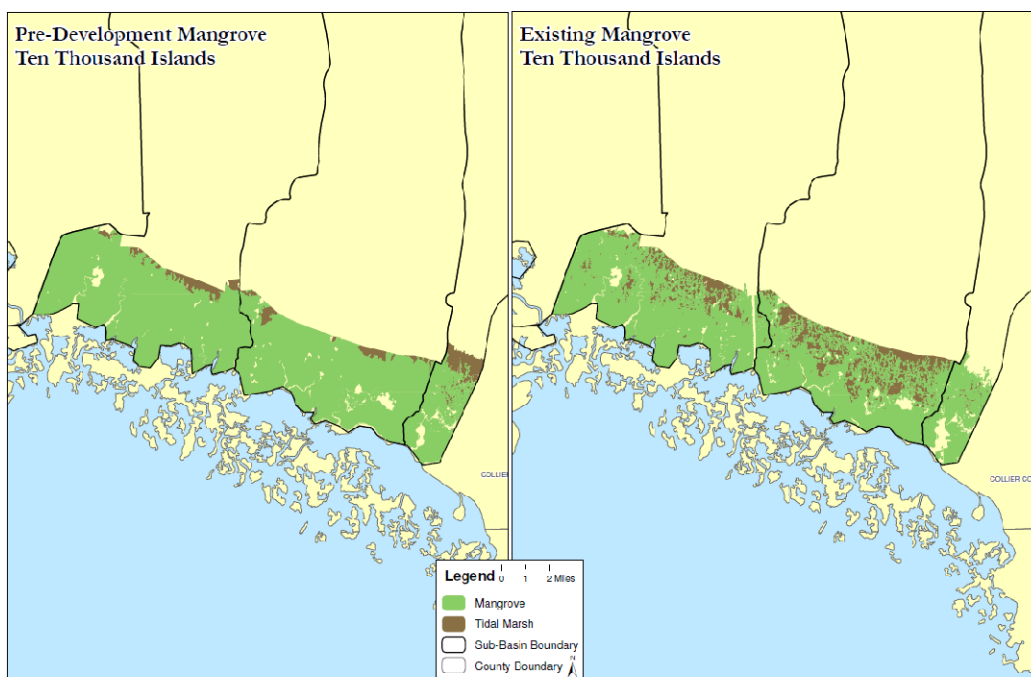 Pre-Development Mangrove
Ten Thousand Islands
Existing Mangrove
Ten Thousand Islands
COLLIER
COLLIER CO
Legend 0 1 2 Miles
Mangrove
Tidal Marsh
Sub-Basin Boundary
County Boundary N